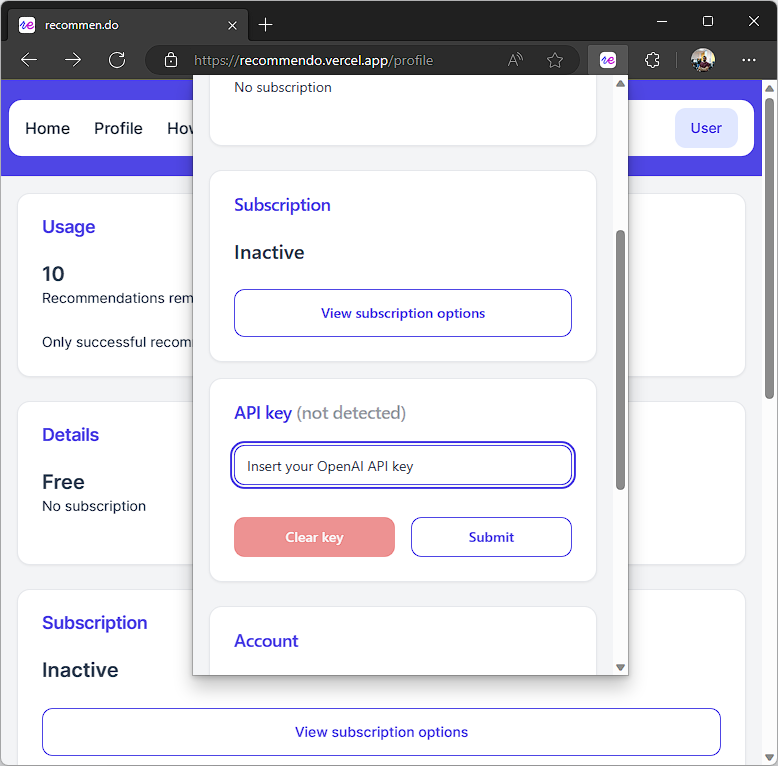 recommen.do
https://recommendo.vercel.app/profile
Home Profile How
User
Usage
10
Recommendations rem
Only successful recom
Details
Free
No subscription
Subscription
Inactive
View subscription options
No subscription
Subscription
Inactive
View subscription options
API key (not detected)
Insert your OpenAI API key
Clear key Submit
Account